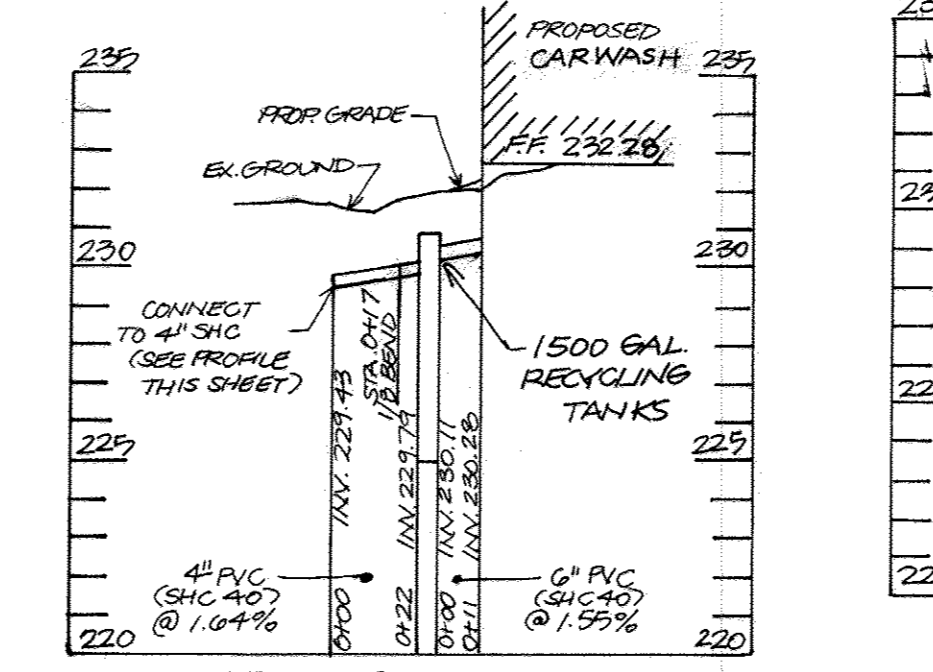 PROPOSED
CARWASH
235
235
PROP. GRADE
F.F. 232.28
EX. GROUND
230
230
CONNECT
TO 4" SHC
(SEE PROFILE
THIS SHEET)
STA. 0+17
1/8 BEND
1500 GAL.
RECYCLING
TANKS
INV. 229.43
INV 229.79
INV. 230.11
INV. 230.28
225
225
4" PVC
(SHC 40)
@ 1.64%
6" PVC
(SHC 40)
@ 1.55%
0+00
0+22
0+00
0+11
220
220